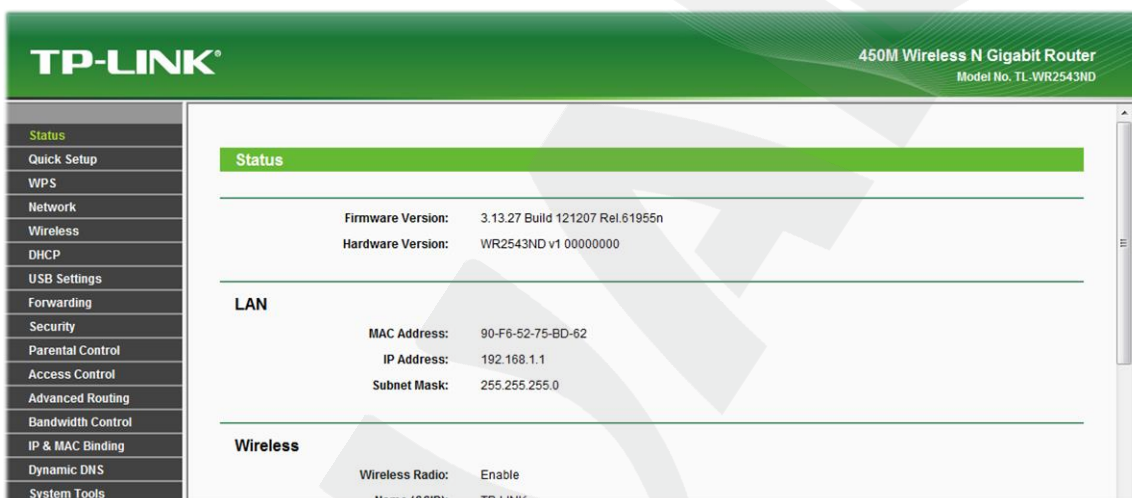 TP-LINK®
450M Wireless N Gigabit Router
Model No. TL-WR2543ND
Status
Quick Setup
WPS
Network
Wireless
DHCP
USB Settings
Forwarding
Security
Parental Control
Access Control
Advanced Routing
Bandwidth Control
IP & MAC Binding
Dynamic DNS
System Tools
Status
Firmware Version: 3.13.27 Build 121207 Rel.61955n
Hardware Version: WR2543ND v1 00000000
LAN
MAC Address: 90-F6-52-75-BD-62
IP Address: 192.168.1.1
Subnet Mask: 255.255.255.0
Wireless
Wireless Radio: Enable